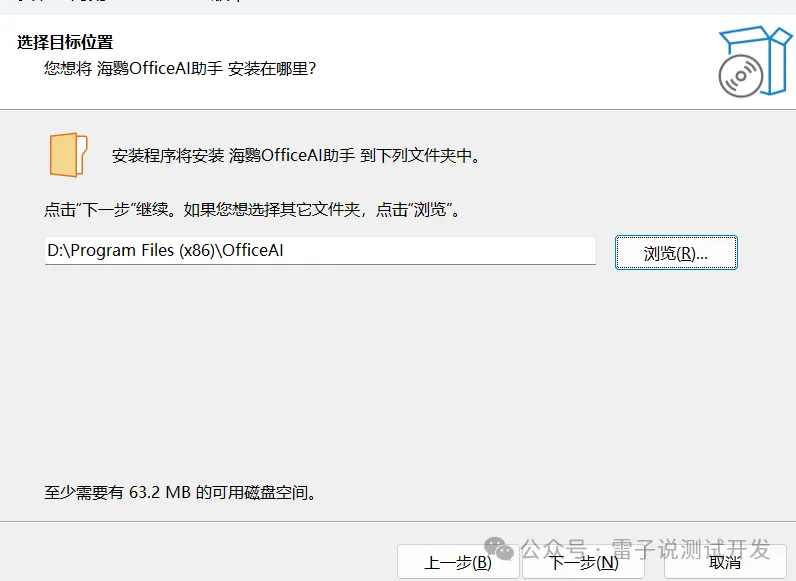 选择目标位置
您想将 海鹦OfficeAI助手 安装在哪里?
安装程序将安装 海鹦OfficeAI助手 到下列文件夹中。
点击“下一步”继续。如果您想选择其它文件夹，点击“浏览”。
D:\Program Files (x86)\OfficeAI
浏览(R)...
至少需要有 63.2 MB 的可用磁盘空间。
上一步(B)
下一步(N)
取消
公众号 · 雷子说测试开发